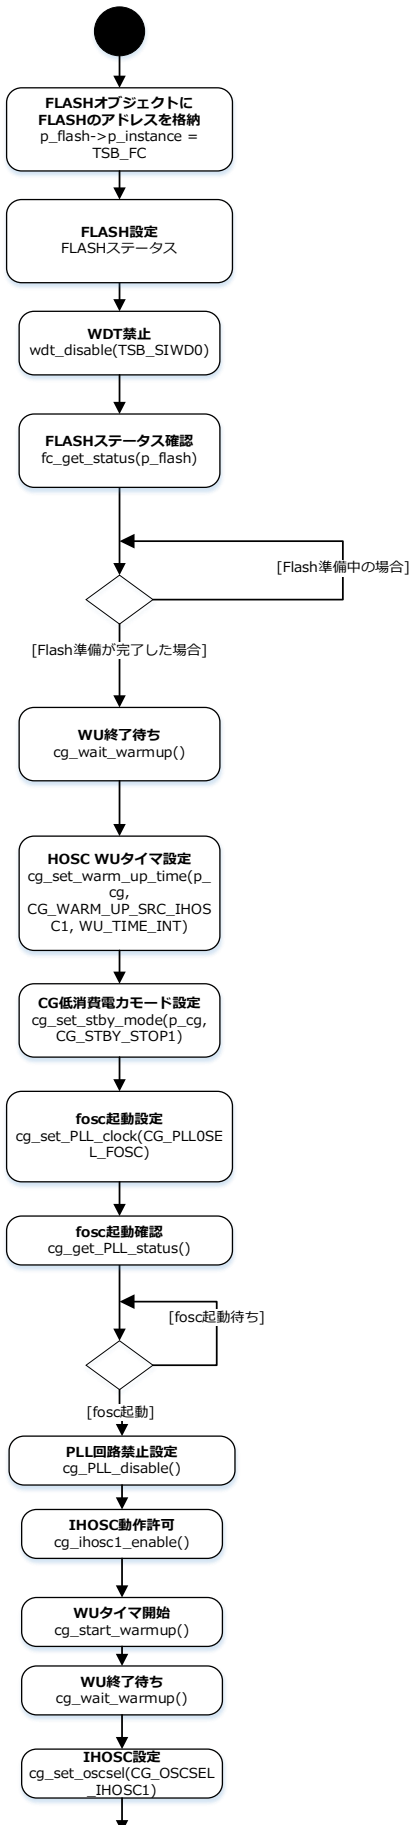 FLASHオブジェクトに
FLASHのアドレスを格納
p_flash->p_instance =
TSB_FC
FLASH設定
FLASHステータス
WDT禁止
wdt_disable(TSB_SIWD0)
FLASHステータス確認
fc_get_status(p_flash)
[Flash準備中の場合]
[Flash準備が完了した場合]
WU終了待ち
cg_wait_warmup()
HOSC WUタイマ設定
cg_set_warm_up_time(p_
cg,
CG_WARM_UP_SRC_IHOS
C1, WU_TIME_INT)
CG低消費電力モード設定
cg_set_stby_mode(p_cg,
CG_STBY_STOP1)
fosc起動設定
cg_set_PLL_clock(CG_PLL0SE
L_FOSC)
fosc起動確認
cg_get_PLL_status()
[fosc起動待ち]
[fosc起動]
PLL回路禁止設定
cg_PLL_disable()
IHOSC動作許可
cg_ihosc1_enable()
WUタイマ開始
cg_start_warmup()
WU終了待ち
cg_wait_warmup()
IHOSC設定
cg_set_oscsel(CG_OSCSEL
_IHOSC1)